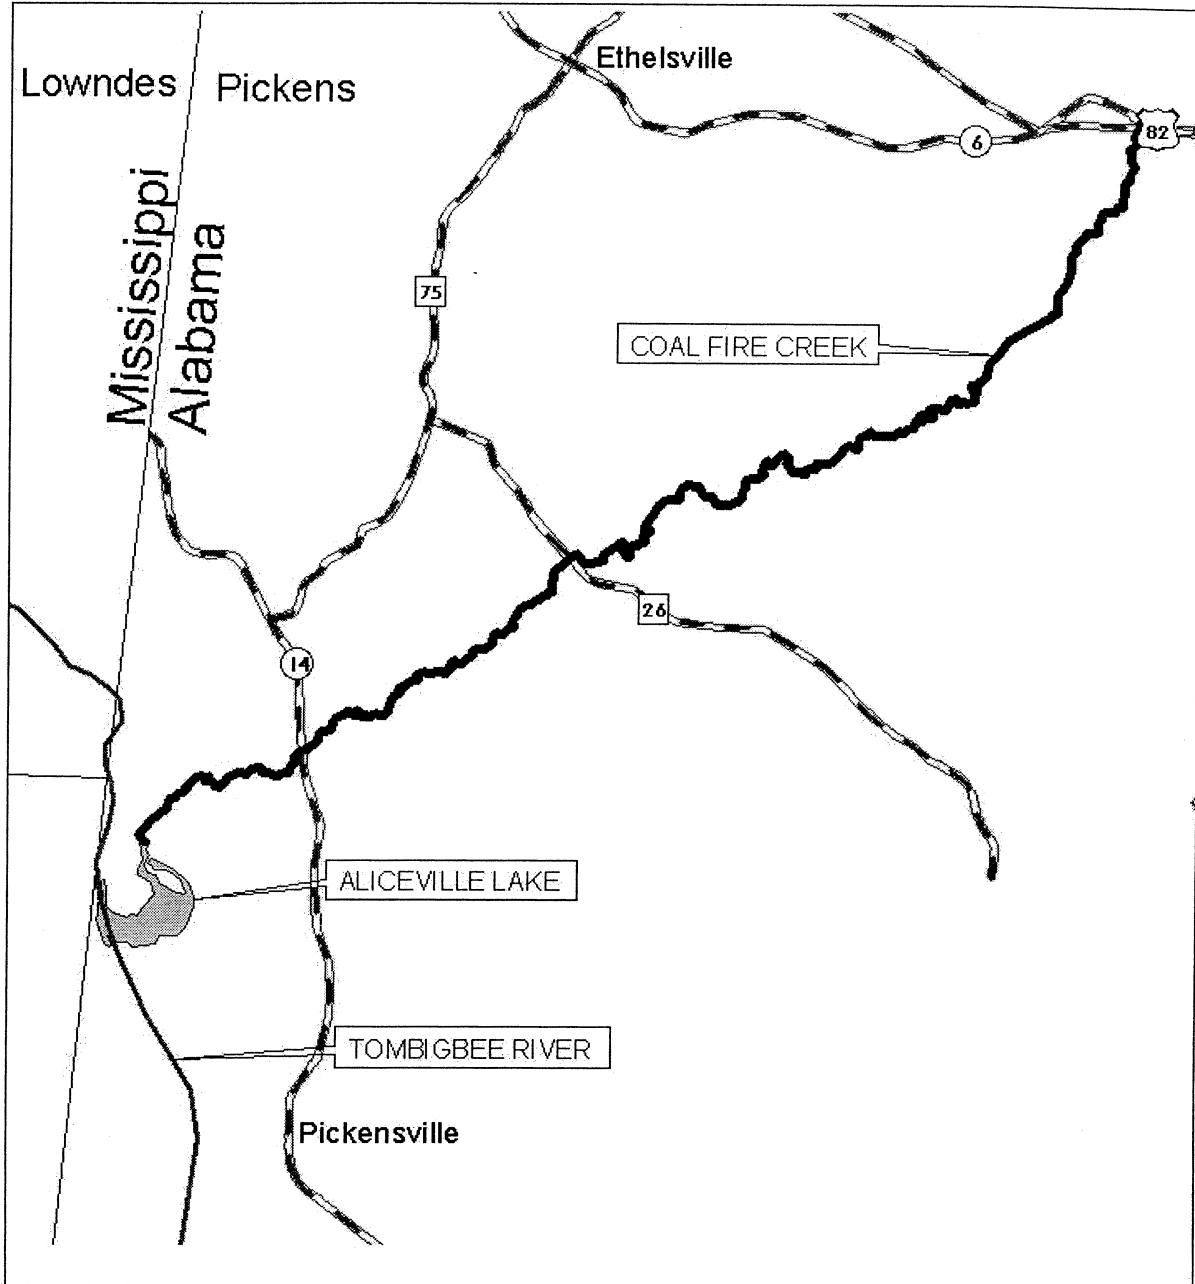 Ethelsville
Lowndes
Pickens
82
6
Mississippi
Alabama
75
COAL FIRE CREEK
26
14
ALICEVILLE LAKE
TOMBIGBEE RIVER
Pickensville